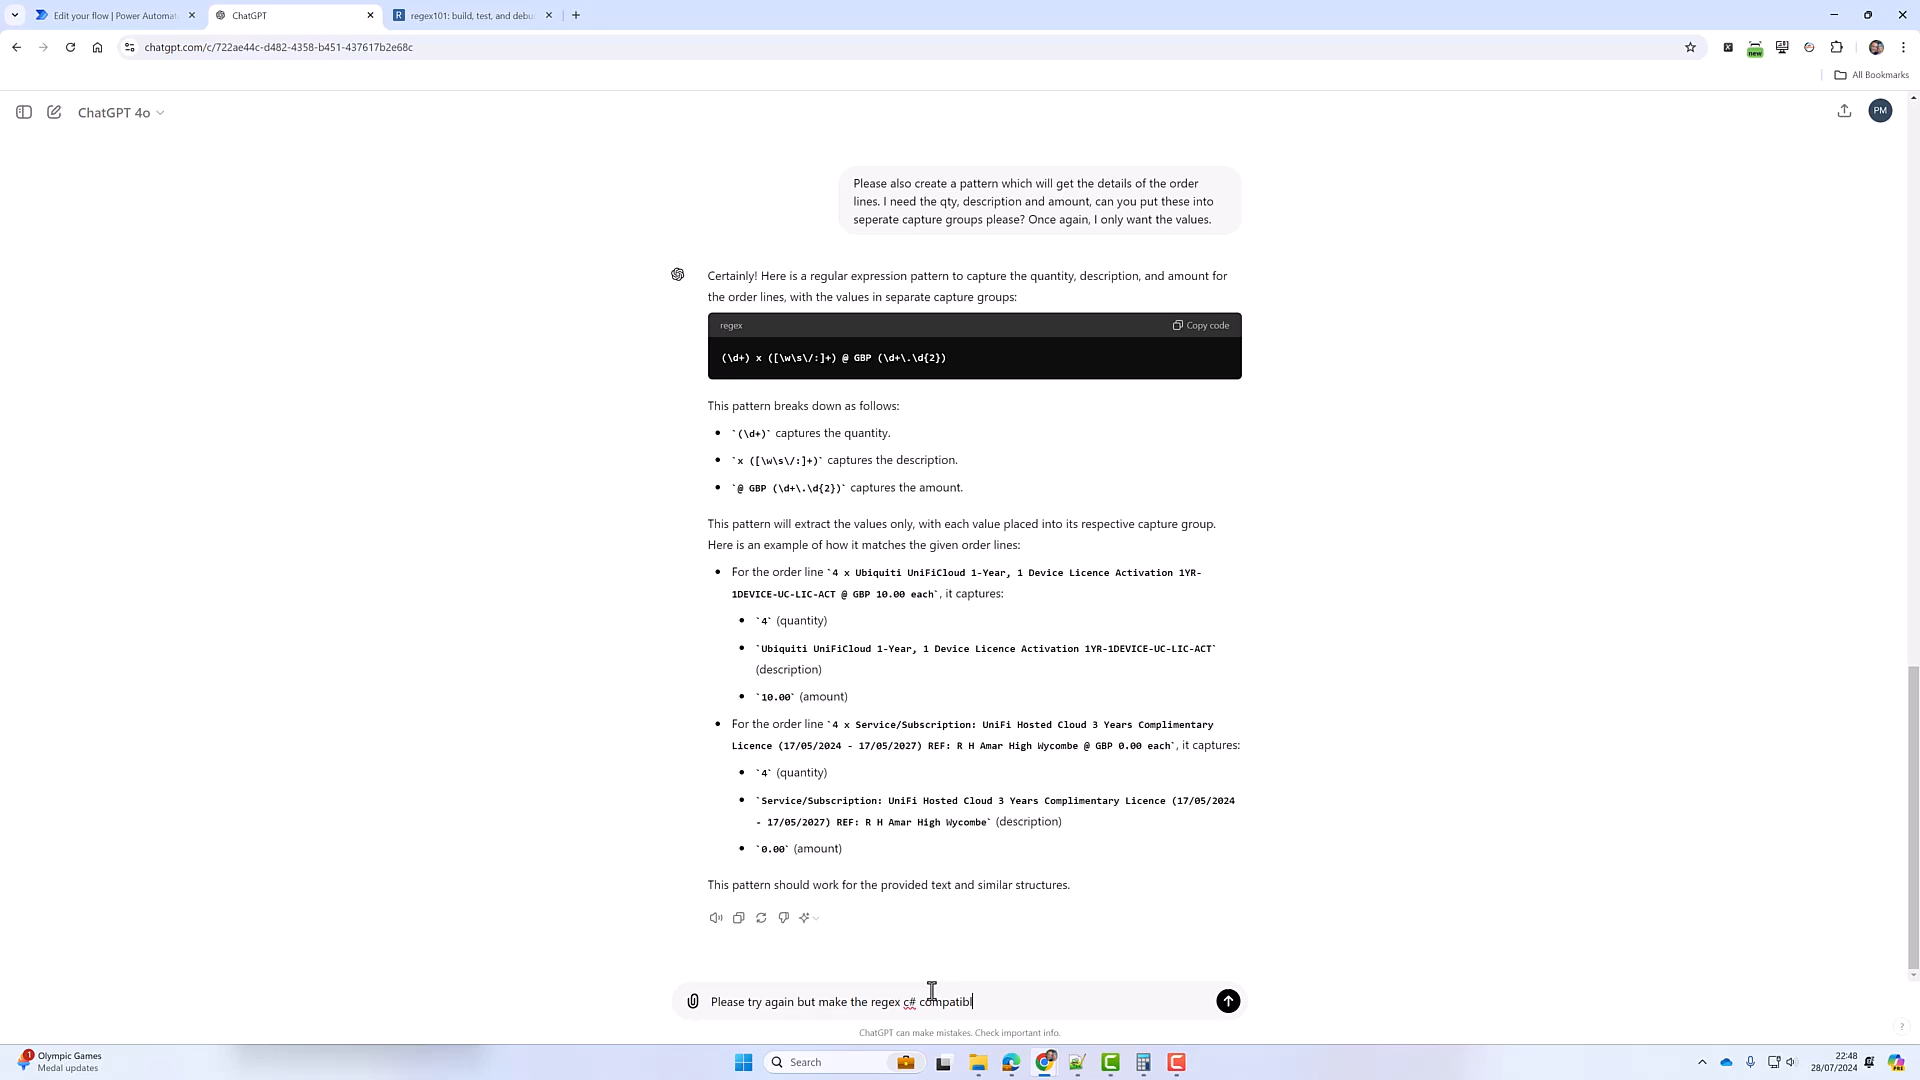 Edit your flow | Power Automat
ChatGPT
regex101: build, test, and debu
chatgpt.com/c/722ae44c-d482-4358-b451-437617b2e68c
new
All Bookmarks
ChatGPT 4o
PM
Please also create a pattern which will get the details of the order
lines. I need the qty, description and amount, can you put these into
seperate capture groups please? Once again, I only want the values.
Certainly! Here is a regular expression pattern to capture the quantity, description, and amount for
the order lines, with the values in separate capture groups:
regex
Copy code
(\d+) x ([\w\s\/:]+) @ GBP (\d+\.\d{2})
This pattern breaks down as follows:
• `(\d+)` captures the quantity.
• `x ([\w\s\/:]+)` captures the description.
• `@ GBP (\d+\.\d{2})` captures the amount.
This pattern will extract the values only, with each value placed into its respective capture group.
Here is an example of how it matches the given order lines:
• For the order line `4 x Ubiquiti UniFiCloud 1-Year, 1 Device Licence Activation 1YR-
1DEVICE-UC-LIC-ACT @ GBP 10.00 each`, it captures:
• `4` (quantity)
• `Ubiquiti UniFiCloud 1-Year, 1 Device Licence Activation 1YR-1DEVICE-UC-LIC-ACT`
(description)
• `10.00` (amount)
• For the order line `4 x Service/Subscription: UniFi Hosted Cloud 3 Years Complimentary
Licence (17/05/2024 - 17/05/2027) REF: R H Amar High Wycombe @ GBP 0.00 each`, it captures:
• `4` (quantity)
• `Service/Subscription: UniFi Hosted Cloud 3 Years Complimentary Licence (17/05/2024
- 17/05/2027) REF: R H Amar High Wycombe` (description)
• `0.00` (amount)
This pattern should work for the provided text and similar structures.
Please try again but make the regex c# compatibl
ChatGPT can make mistakes. Check important info.
?
1
Olympic Games
Medal updates
Search
22:48
28/07/2024
PRE